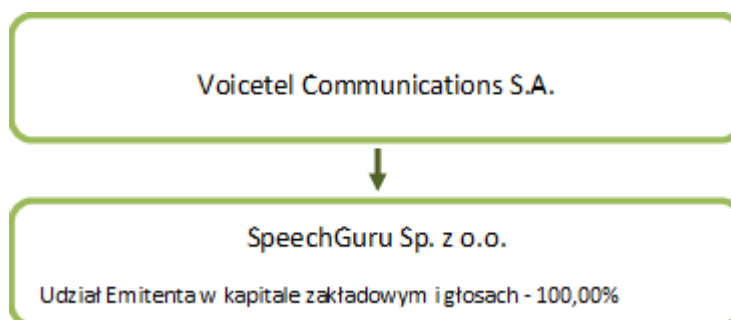 Voicetel Communications S.A.
SpeechGuru Sp. z o.o.
Udział Emitenta w kapitale zakładowym i głosach - 100,00%